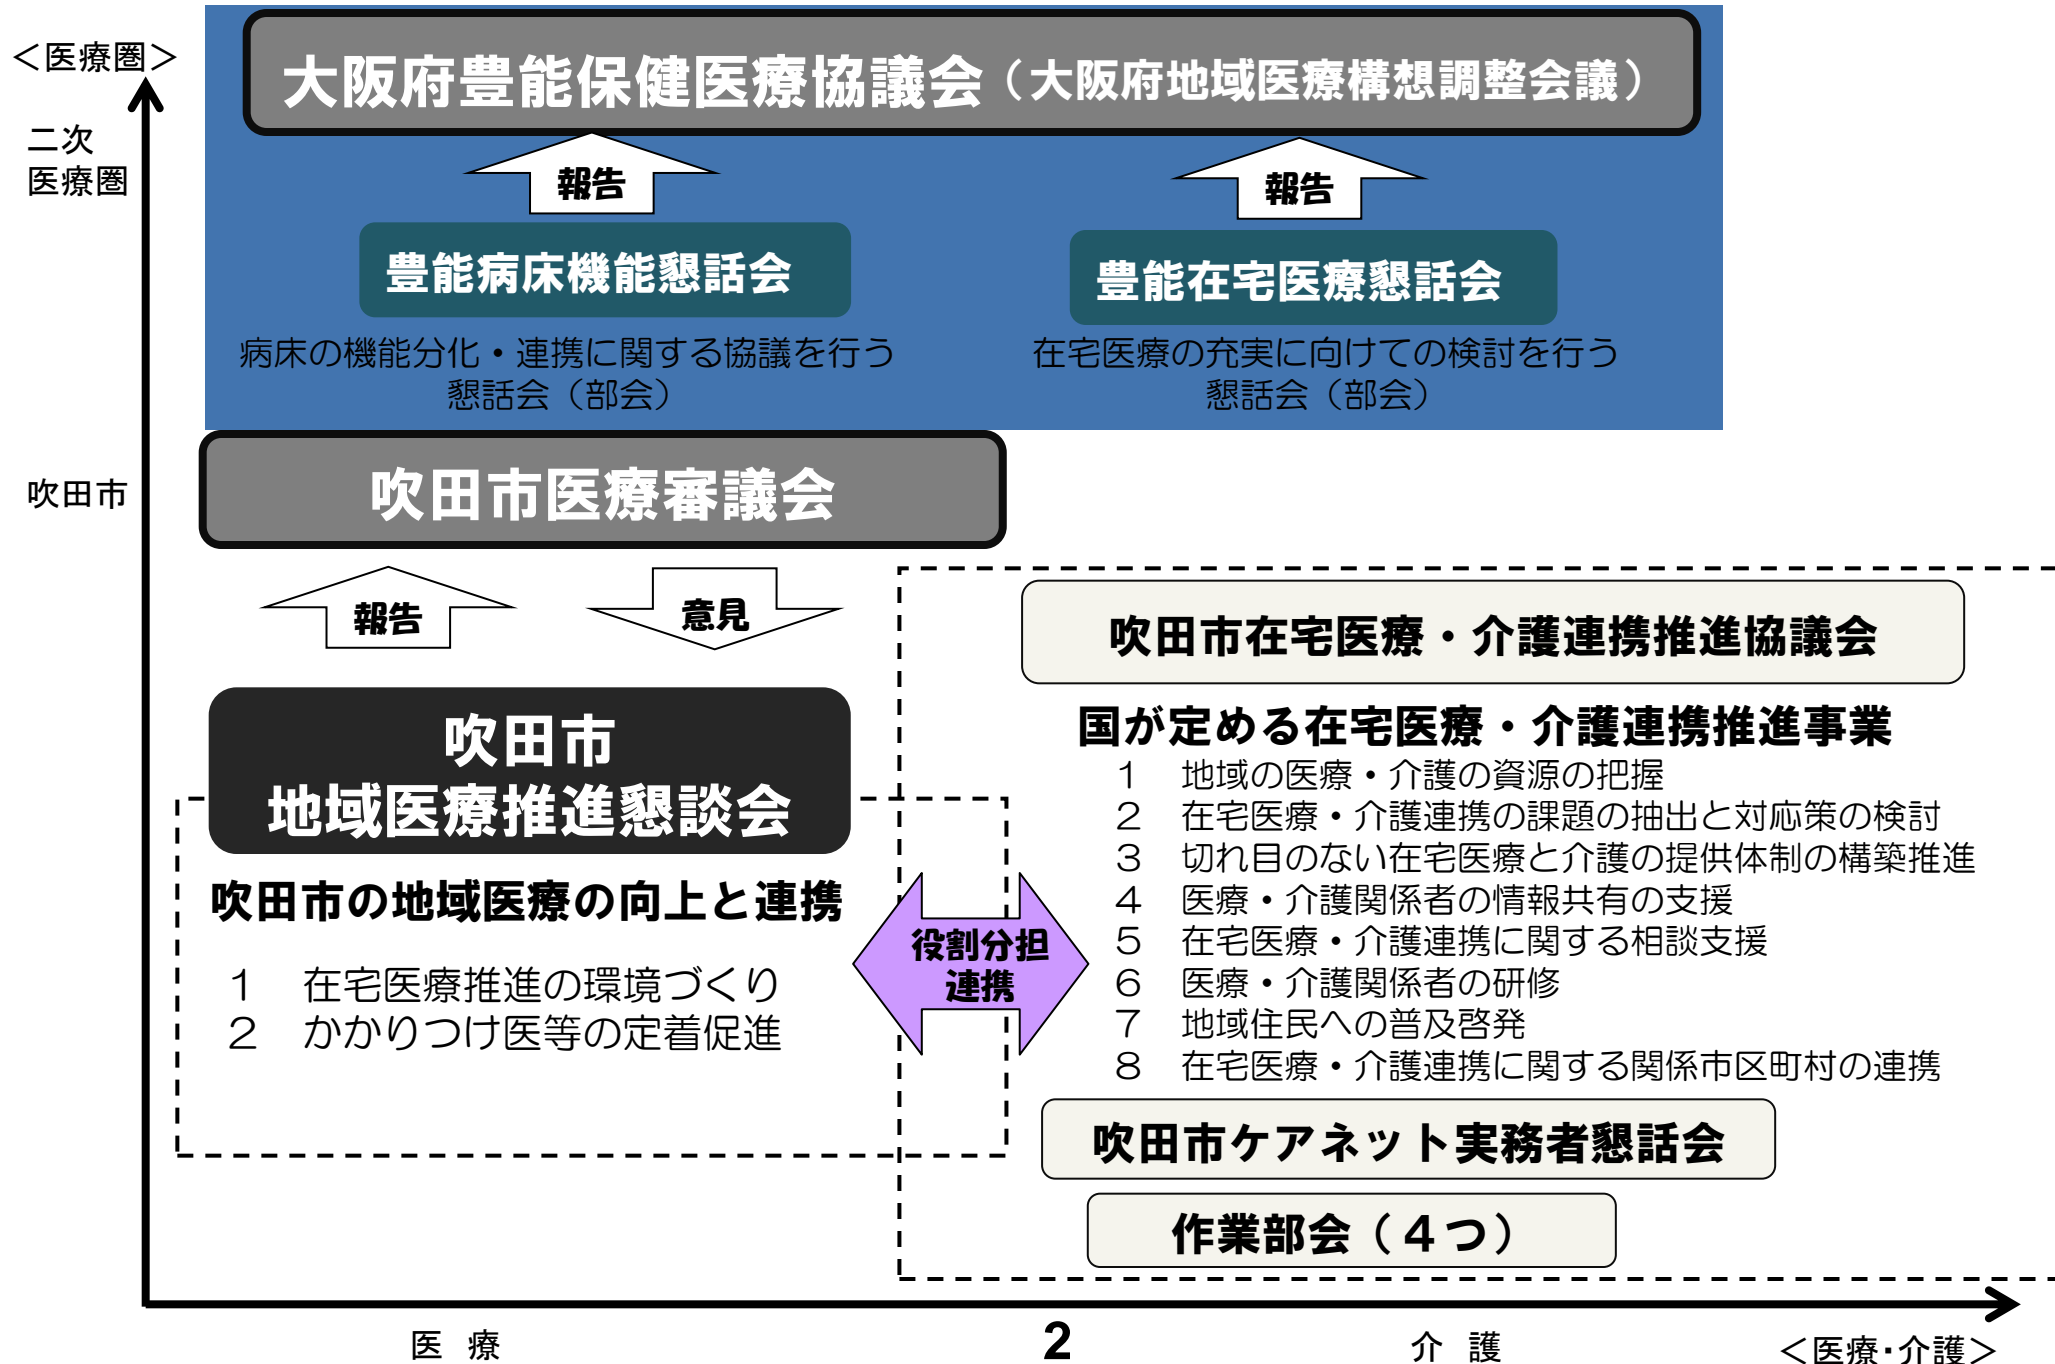 ＜医療圏＞
大阪府豊能保健医療協議会（大阪府地域医療構想調整会議）
二次
医療圏
報告
報告
豊能病床機能懇話会
豊能在宅医療懇話会
病床の機能分化・連携に関する協議を行う
懇話会（部会）
在宅医療の充実に向けての検討を行う
懇話会（部会）
吹田市
吹田市医療審議会
報告
意見
吹田市
地域医療推進懇談会
吹田市の地域医療の向上と連携
１　在宅医療推進の環境づくり
２　かかりつけ医等の定着促進
役割分担
連携
吹田市在宅医療・介護連携推進協議会
国が定める在宅医療・介護連携推進事業
１　地域の医療・介護の資源の把握
２　在宅医療・介護連携の課題の抽出と対応策の検討
３　切れ目のない在宅医療と介護の提供体制の構築推進
４　医療・介護関係者の情報共有の支援
５　在宅医療・介護連携に関する相談支援
６　医療・介護関係者の研修
７　地域住民への普及啓発
８　在宅医療・介護連携に関する関係市区町村の連携
吹田市ケアネット実務者懇話会
作業部会（４つ）
医 療
2
介 護
＜医療・介護＞